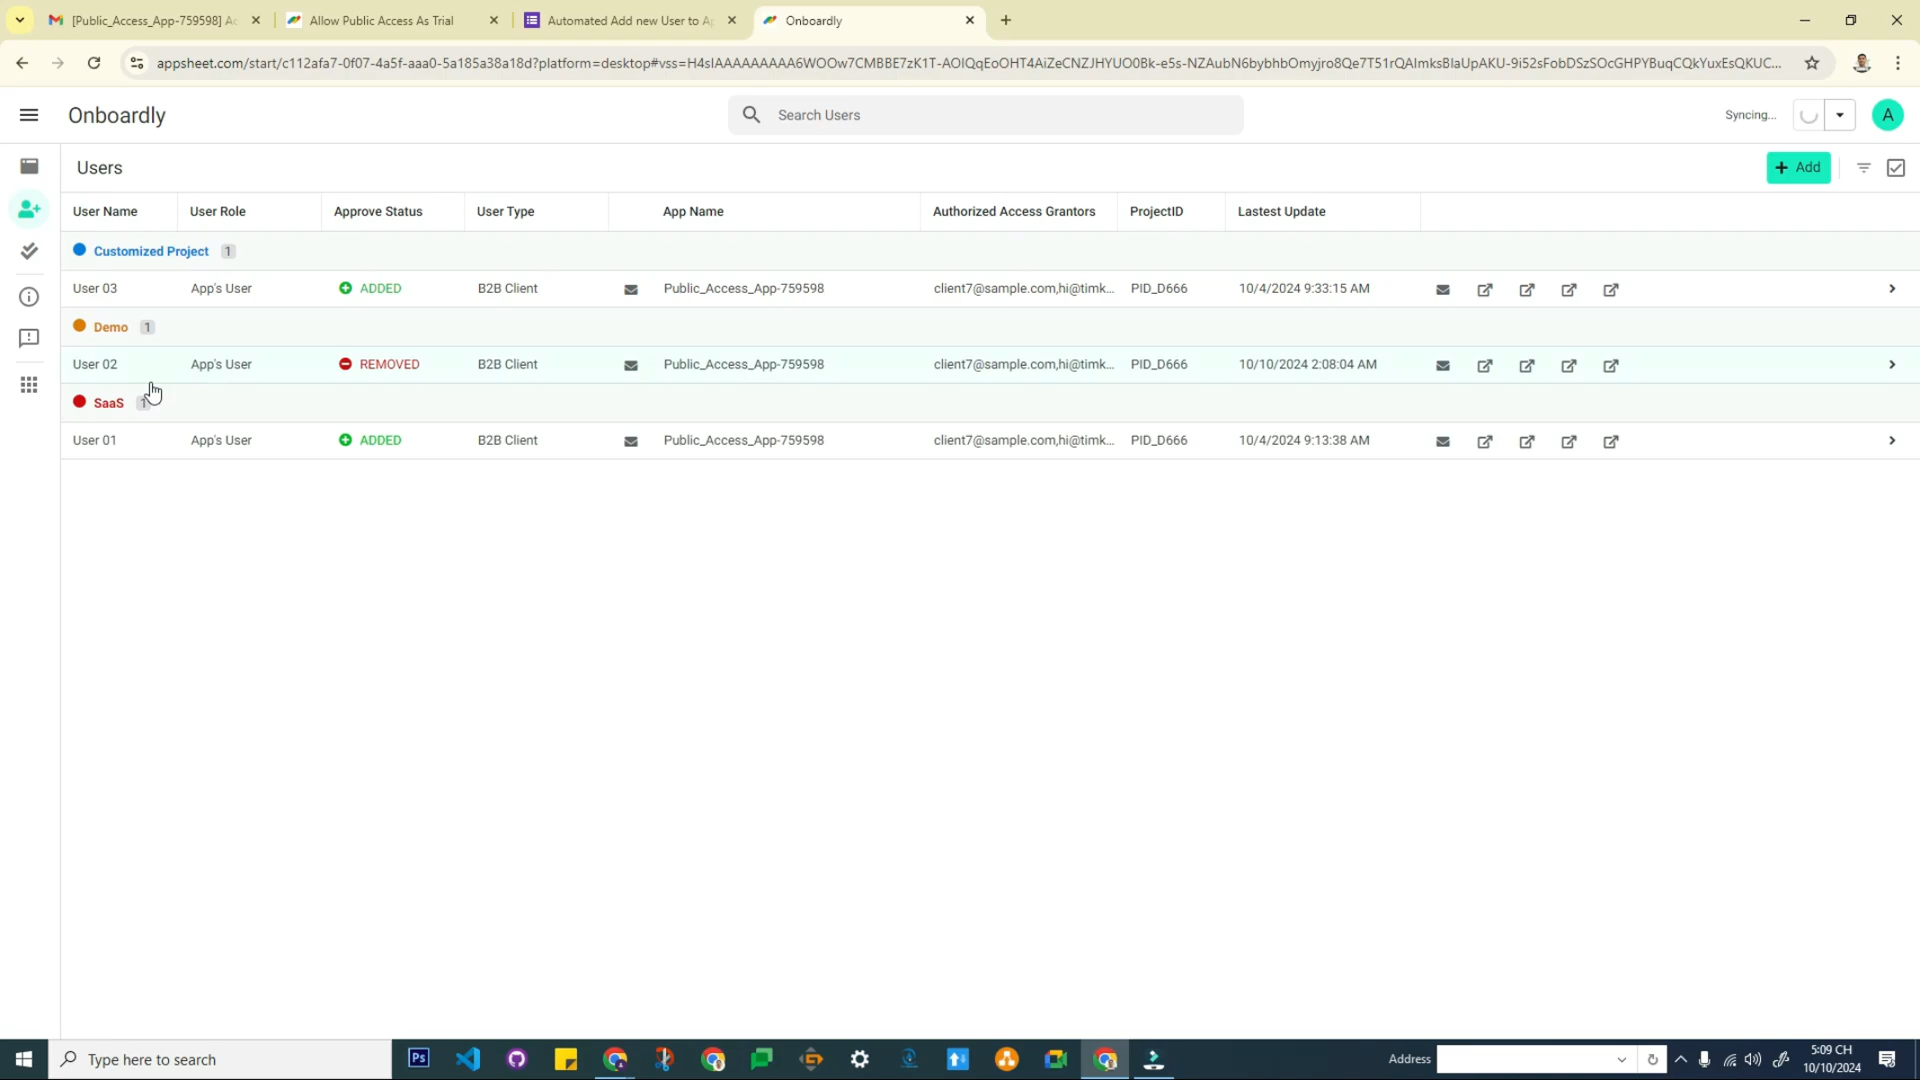 [Public_Access_App-759598] Ac
Allow Public Access As Trial
Automated Add new User to Ap
Onboardly
appsheet.com/start/c112afa7-0f07-4a5f-aaa0-5a185a38a18d?platform=desktop#vss=H4sIAAAAAAAAA6WOOw7CMBBE7zK1T-AOIQqEoOHT4AiZeCNZJHYUO0Bk-e5s-NZAubN6bybhbOmyjro8Qe7T51rQAImksBIaUpAKU-9i52sFobDSzSOcGHPYBuqCQkYuxEsQKUC...
Onboardly
Search Users
Syncing...
A
Users
Add
User Name
User Role
Approve Status
User Type
App Name
Authorized Access Grantors
ProjectID
Lastest Update
Customized Project 1
User 03
App's User
ADDED
B2B Client
Public_Access_App-759598
client7@sample.com,hi@timk...
PID_D666
10/4/2024 9:33:15 AM
Demo 1
User 02
App's User
REMOVED
B2B Client
Public_Access_App-759598
client7@sample.com,hi@timk...
PID_D666
10/10/2024 2:08:04 AM
SaaS 1
User 01
App's User
ADDED
B2B Client
Public_Access_App-759598
client7@sample.com,hi@timk...
PID_D666
10/4/2024 9:13:38 AM
Type here to search
Ps
Address
5:09 CH
10/10/2024